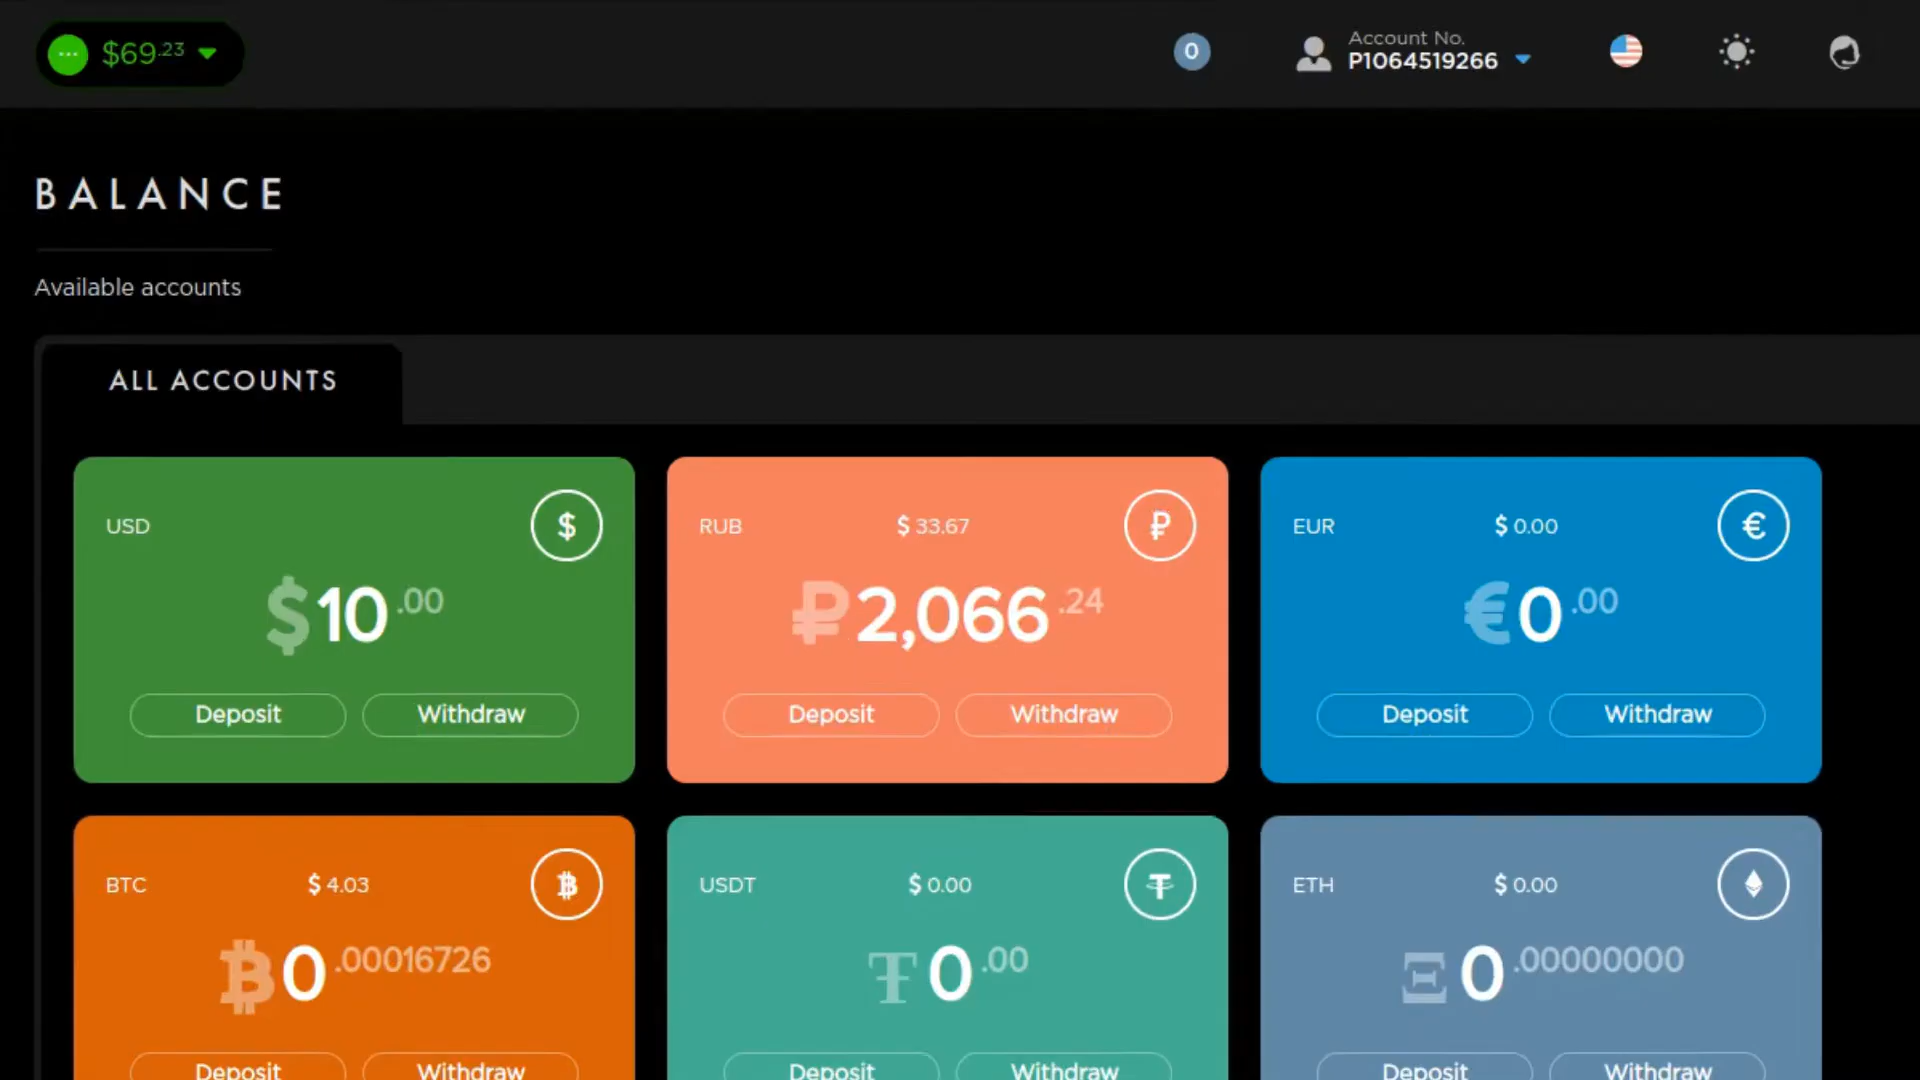 $69.23
0
Account No.
P1064519266
BALANCE
Available accounts
ALL ACCOUNTS
USD
$
$10.00
Deposit Withdraw
RUB $ 33.67
₽
₽2,066.24
Deposit Withdraw
EUR $ 0.00
€
€0.00
Deposit Withdraw
BTC $ 4.03
₿
₿0.00016726
Deposit Withdraw
USDT $ 0.00
₮
₮0.00
Deposit Withdraw
ETH $ 0.00
Ξ0.00000000
Deposit Withdraw